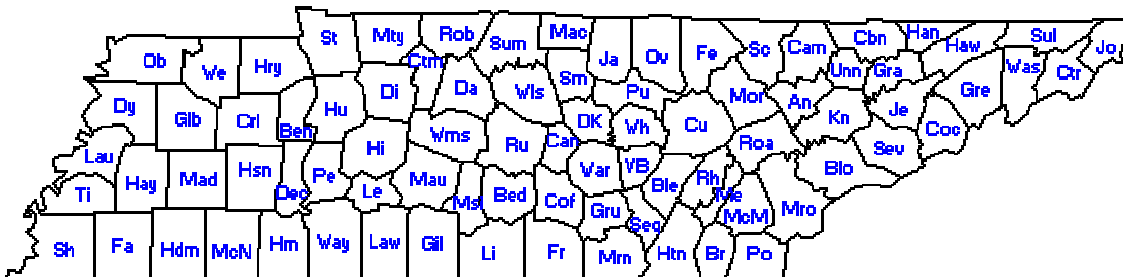 St Mty Rob Sum Mac Ja Ov Fe Sc Cam Cbn Han Haw Sul Jo
Ob We Hry Ctm Sm Unn Gra Was Ctr
Dy Glb Crl Ben Hu Di Da Wls Pu DK Wh Cu Mor An Kn Je Gre
Lau Wms Hi Ru Can Roa Coc Sev
Ti Hay Mad Hsn Dec Pe Le Mau Msl Bed Cof War VB Ble Rh Me Blo
Gru Seq McM Mro
Sh Fa Hdm McN Hm Way Law Gil Li Fr Mrn Htn Br Po